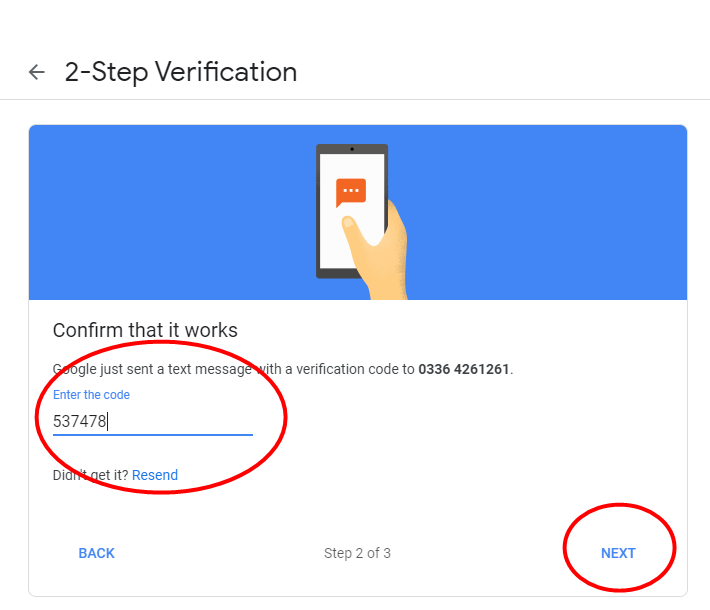 2-Step Verification
Confirm that it works
Google just sent a text message with a verification code to 0336 4261261.
Enter the code
537478
Didn't get it? Resend
BACK Step 2 of 3 NEXT